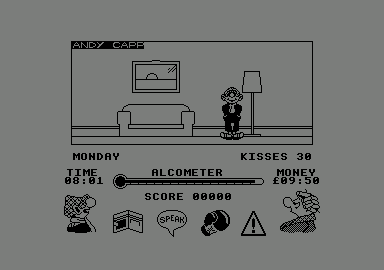 ANDY CAPP
MONDAY KISSES 30
TIME ALCOMETER MONEY
08:01 £09:50
SCORE 00000
SPEAK